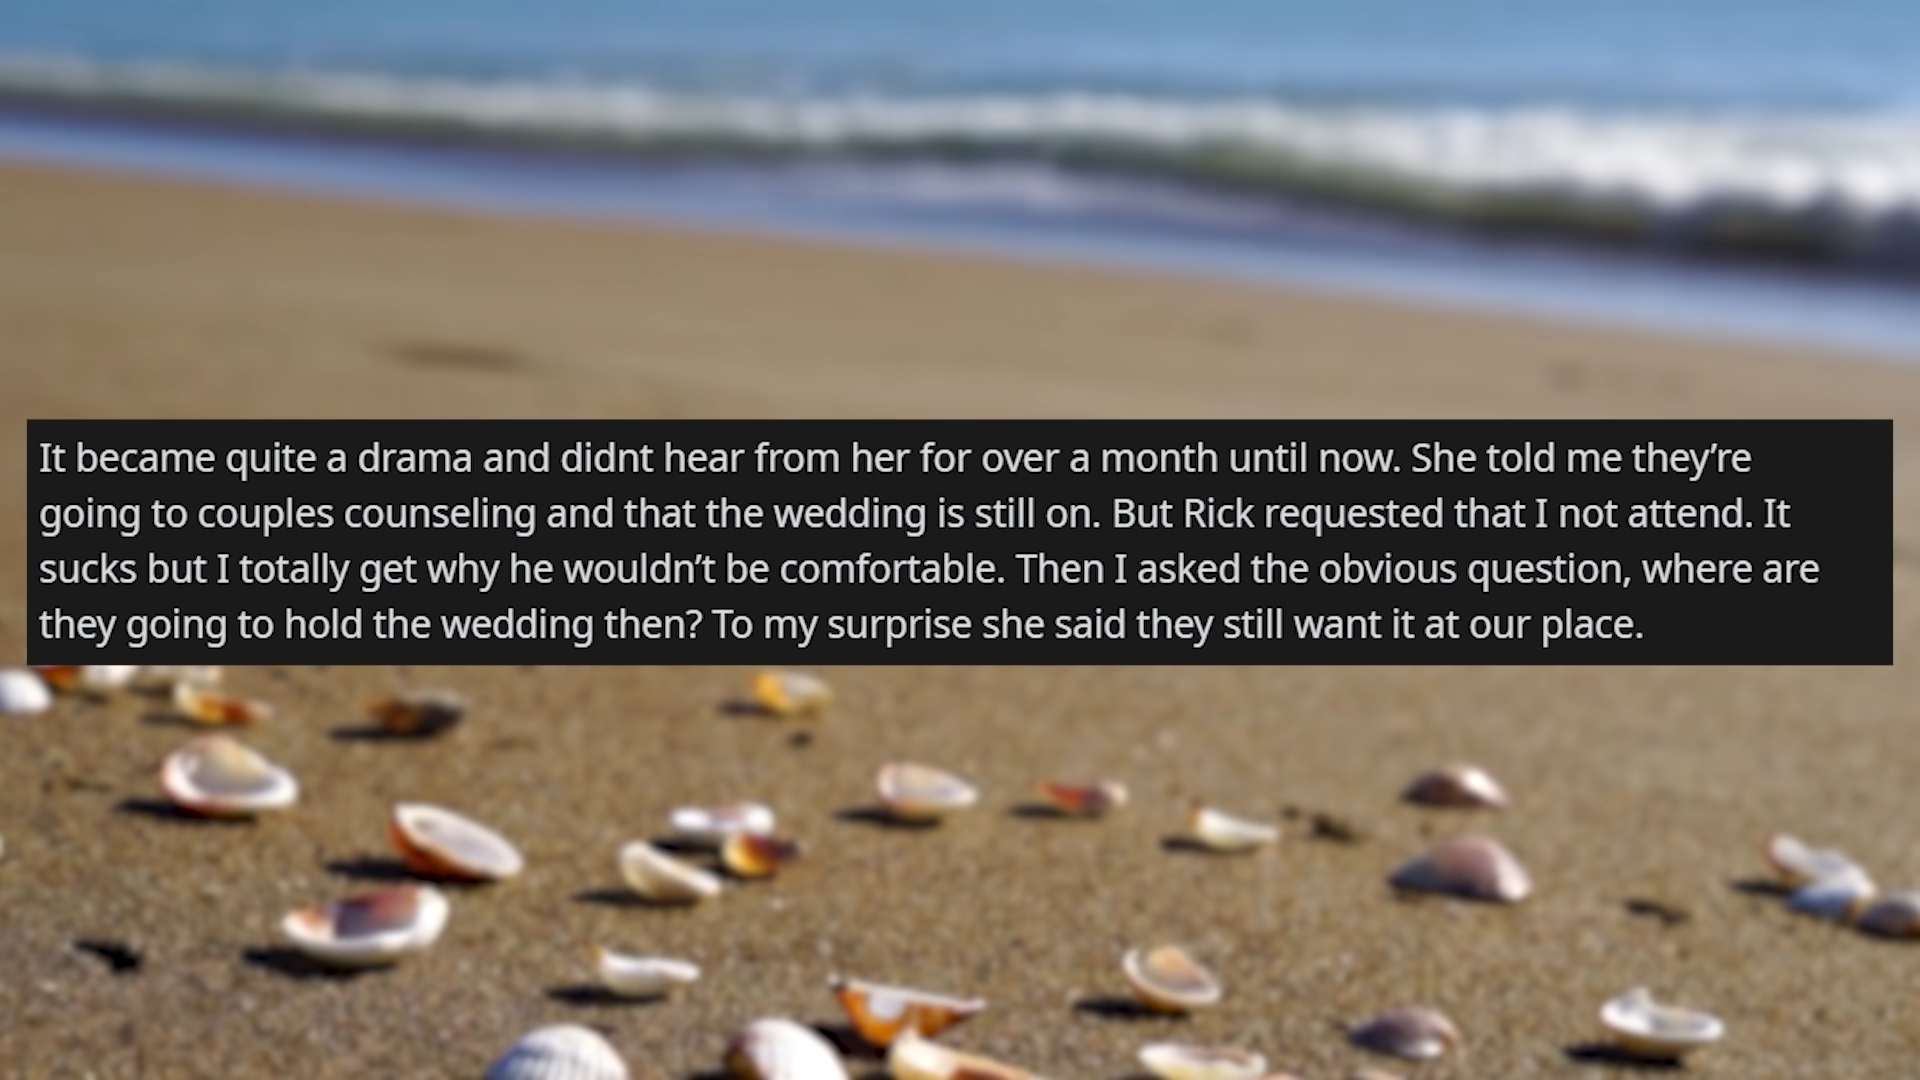 It became quite a drama and didnt hear from her for over a month until now. She told me they’re
going to couples counseling and that the wedding is still on. But Rick requested that I not attend. It
sucks but I totally get why he wouldn’t be comfortable. Then I asked the obvious question, where are
they going to hold the wedding then? To my surprise she said they still want it at our place.